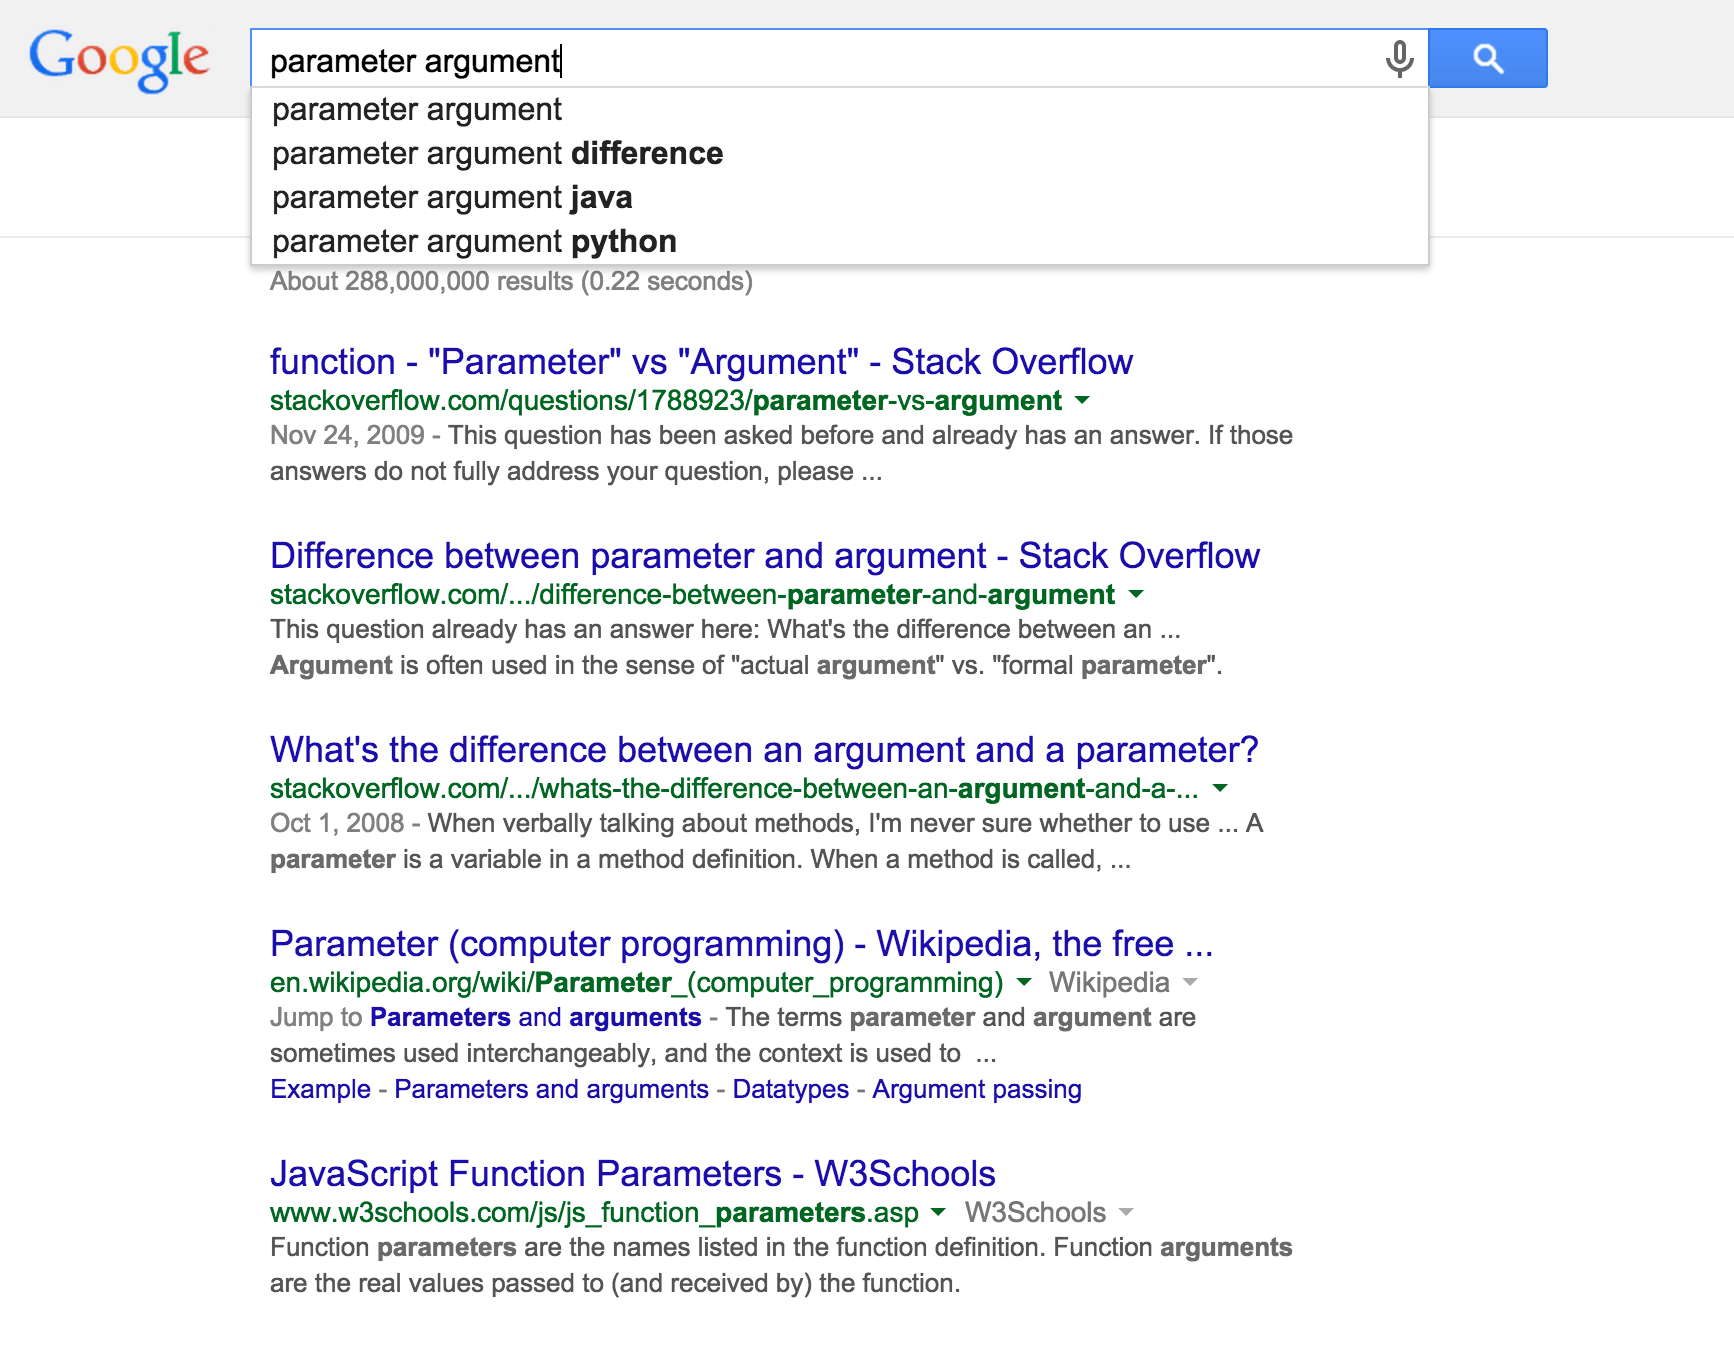 Google
parameter argument
parameter argument
parameter argument difference
parameter argument java
parameter argument python
About 288,000,000 results (0.22 seconds)
function - "Parameter" vs "Argument" - Stack Overflow
stackoverflow.com/questions/1788923/parameter-vs-argument
Nov 24, 2009 - This question has been asked before and already has an answer. If those
answers do not fully address your question, please ...
Difference between parameter and argument - Stack Overflow
stackoverflow.com/.../difference-between-parameter-and-argument
This question already has an answer here: What's the difference between an ...
Argument is often used in the sense of "actual argument" vs. "formal parameter".
What's the difference between an argument and a parameter?
stackoverflow.com/.../whats-the-difference-between-an-argument-and-a-...
Oct 1, 2008 - When verbally talking about methods, I'm never sure whether to use ... A
parameter is a variable in a method definition. When a method is called, ...
Parameter (computer programming) - Wikipedia, the free ...
en.wikipedia.org/wiki/Parameter_(computer_programming) Wikipedia
Jump to Parameters and arguments - The terms parameter and argument are
sometimes used interchangeably, and the context is used to ...
Example - Parameters and arguments - Datatypes - Argument passing
JavaScript Function Parameters - W3Schools
www.w3schools.com/js/js_function_parameters.asp W3Schools
Function parameters are the names listed in the function definition. Function arguments
are the real values passed to (and received by) the function.